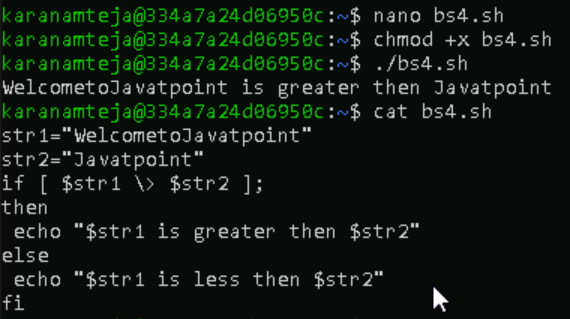 karanamteja@334a7a24d06950c:~$ nano bs4.sh
karanamteja@334a7a24d06950c:~$ chmod +x bs4.sh
karanamteja@334a7a24d06950c:~$ ./bs4.sh
WelcometoJavatpoint is greater then Javatpoint
karanamteja@334a7a24d06950c:~$ cat bs4.sh
str1="WelcometoJavatpoint"
str2="Javatpoint"
if [ $str1 \> $str2 ];
then
 echo "$str1 is greater then $str2"
else
 echo "$str1 is less then $str2"
fi